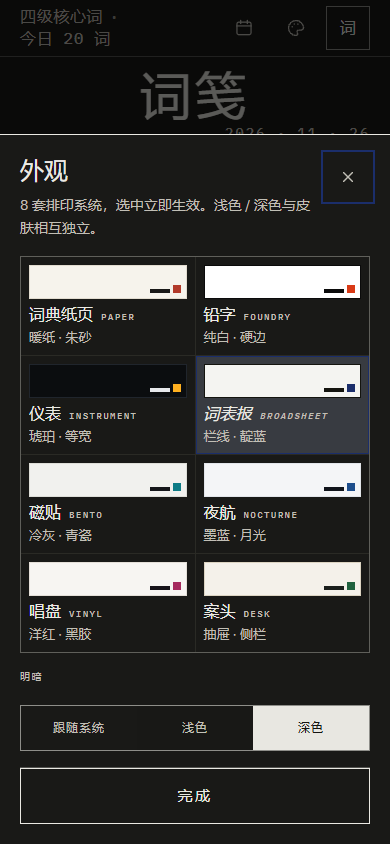 四级核心词 ·
今日 20 词
词
词笺
2026 · 11 · 26
外观
×
8 套排印系统，选中立即生效。浅色 / 深色与皮
肤相互独立。
词典纸页 PAPER
暖纸 · 朱砂
铅字 FOUNDRY
纯白 · 硬边
仪表 INSTRUMENT
琥珀 · 等宽
词表报 BROADSHEET
栏线 · 靛蓝
磁贴 BENTO
冷灰 · 青瓷
夜航 NOCTURNE
墨蓝 · 月光
唱盘 VINYL
洋红 · 黑胶
案头 DESK
抽屉 · 侧栏
明暗
跟随系统
浅色
深色
完成